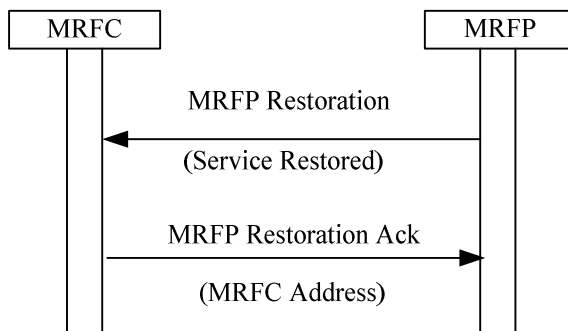 MRFC
MRFP
MRFP Restoration
(Service Restored)
MRFP Restoration Ack
(MRFC Address)